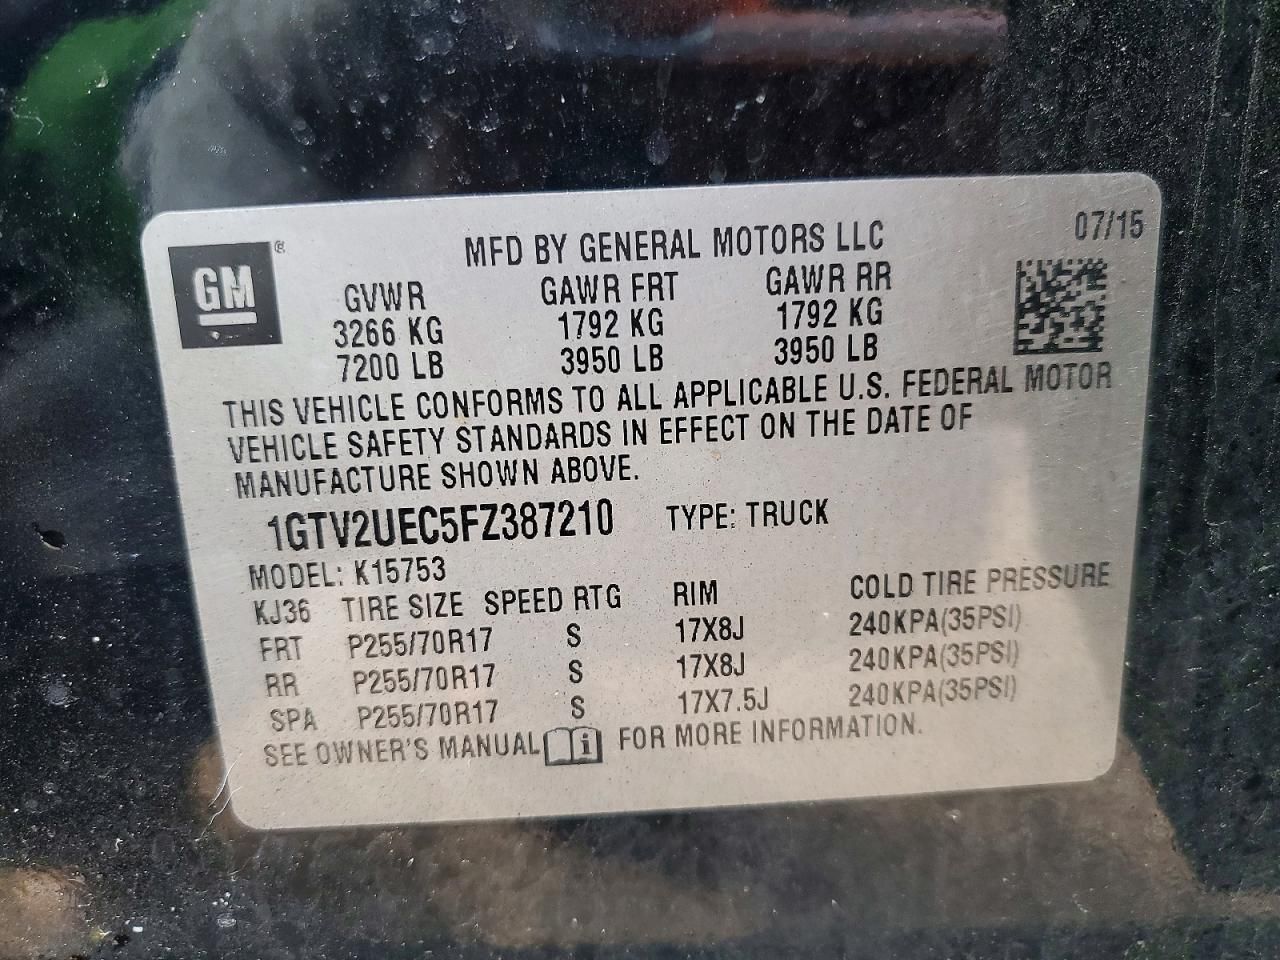 07/15
GM ®
MFD BY GENERAL MOTORS LLC
GVWR GAWR FRT GAWR RR
3266 KG 1792 KG 1792 KG
7200 LB 3950 LB 3950 LB
THIS VEHICLE CONFORMS TO ALL APPLICABLE U.S. FEDERAL MOTOR
VEHICLE SAFETY STANDARDS IN EFFECT ON THE DATE OF
MANUFACTURE SHOWN ABOVE.
1GTV2UEC5FZ387210 TYPE: TRUCK
MODEL: K15753
KJ36 TIRE SIZE SPEED RTG RIM COLD TIRE PRESSURE
FRT P255/70R17 S 17X8J 240KPA(35PSI)
RR P255/70R17 S 17X8J 240KPA(35PSI)
SPA P255/70R17 S 17X7.5J 240KPA(35PSI)
SEE OWNER'S MANUAL i FOR MORE INFORMATION.